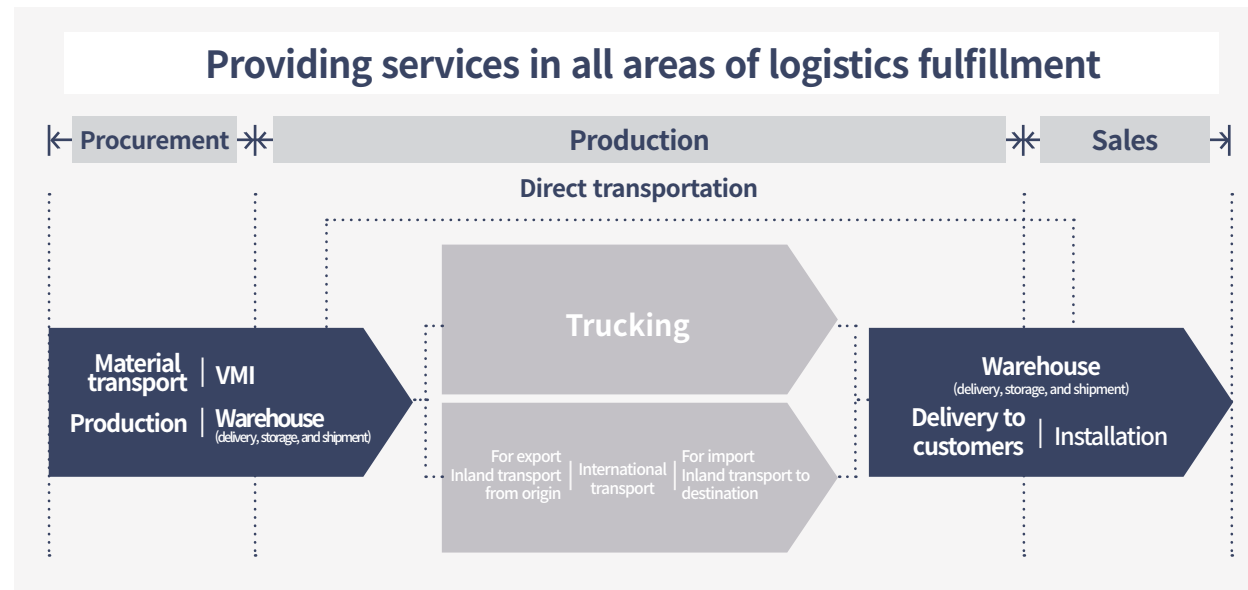 Providing services in all areas of logistics fulfillment
Procurement
Production
Sales
Direct transportation
Material
transport
VMI
Production
Warehouse
(delivery, storage, and shipment)
Trucking
For export
Inland transport
from origin
International
transport
For import
Inland transport to
destination
Warehouse
(delivery, storage, and shipment)
Delivery to
customers
Installation